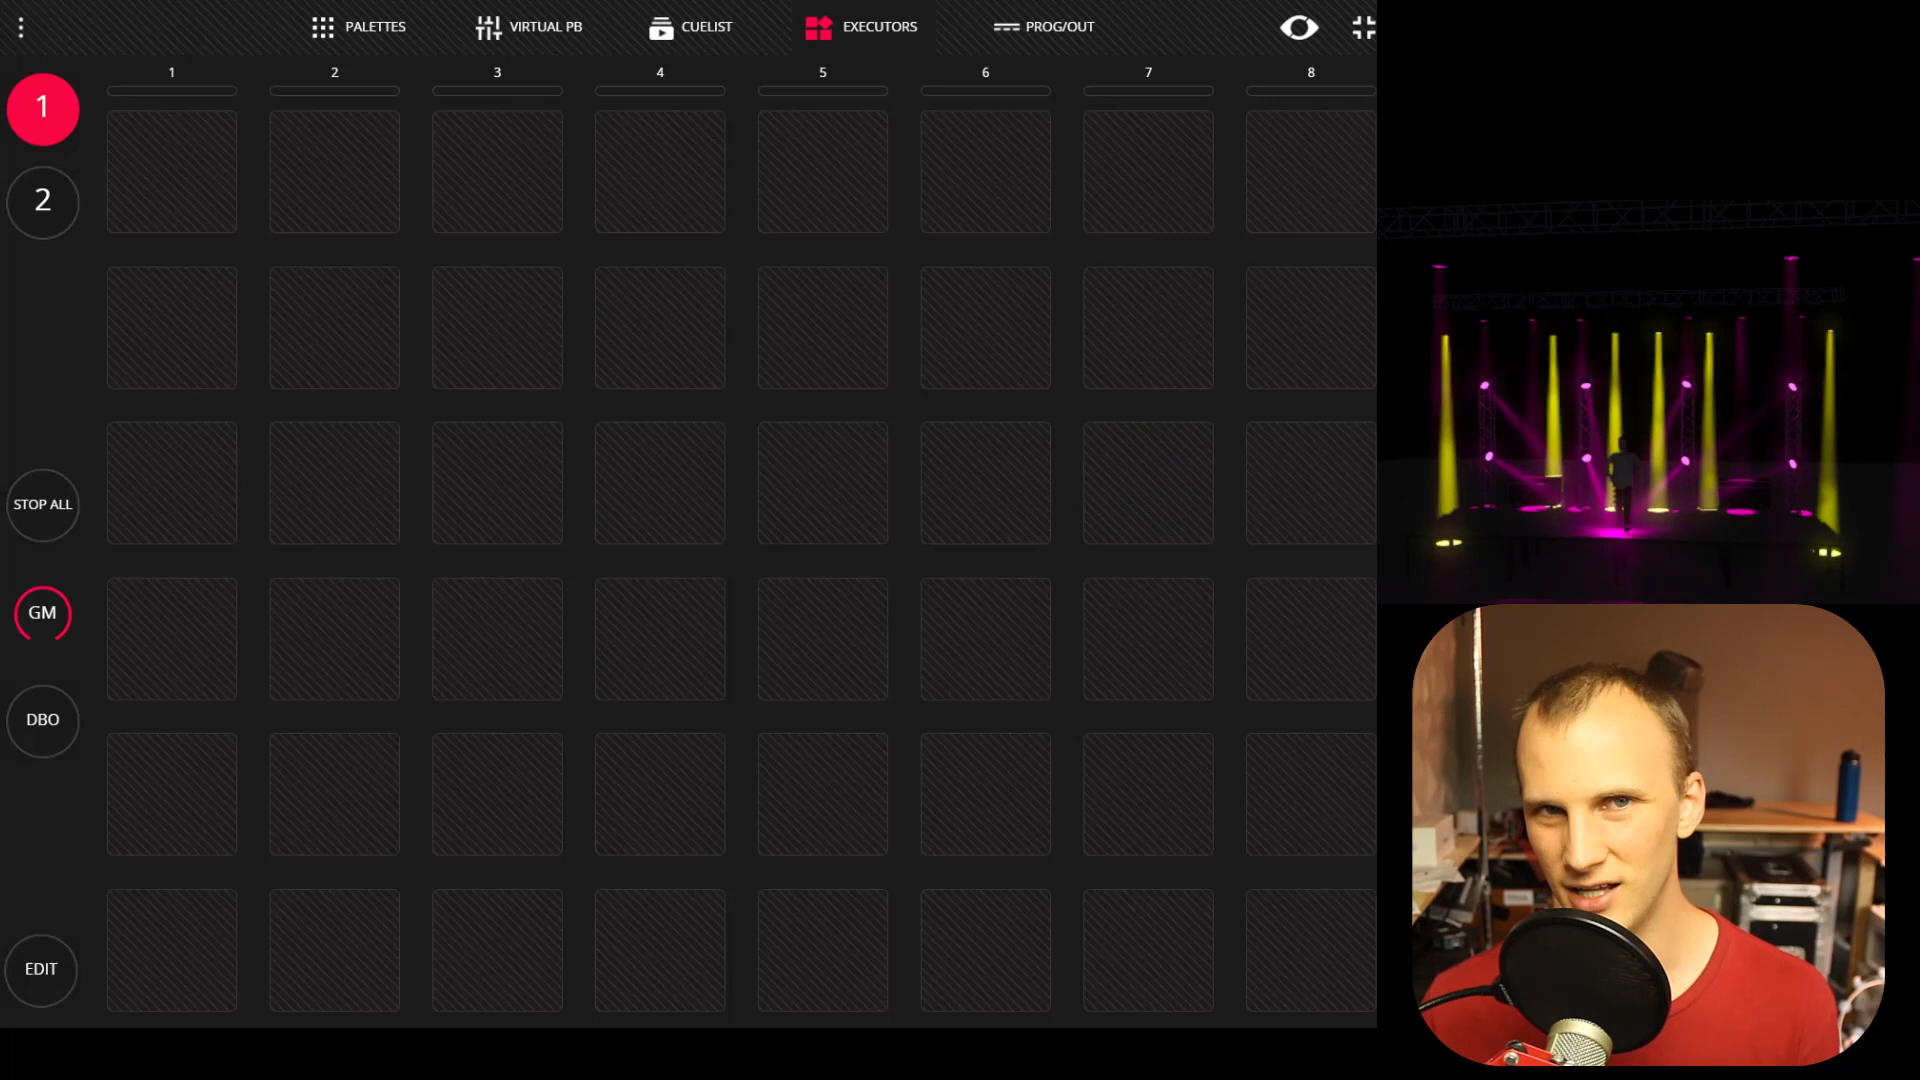 PALETTES VIRTUAL PB CUELIST EXECUTORS PROG/OUT
1 2 3 4 5 6 7 8
1
2
STOP ALL
GM
DBO
EDIT